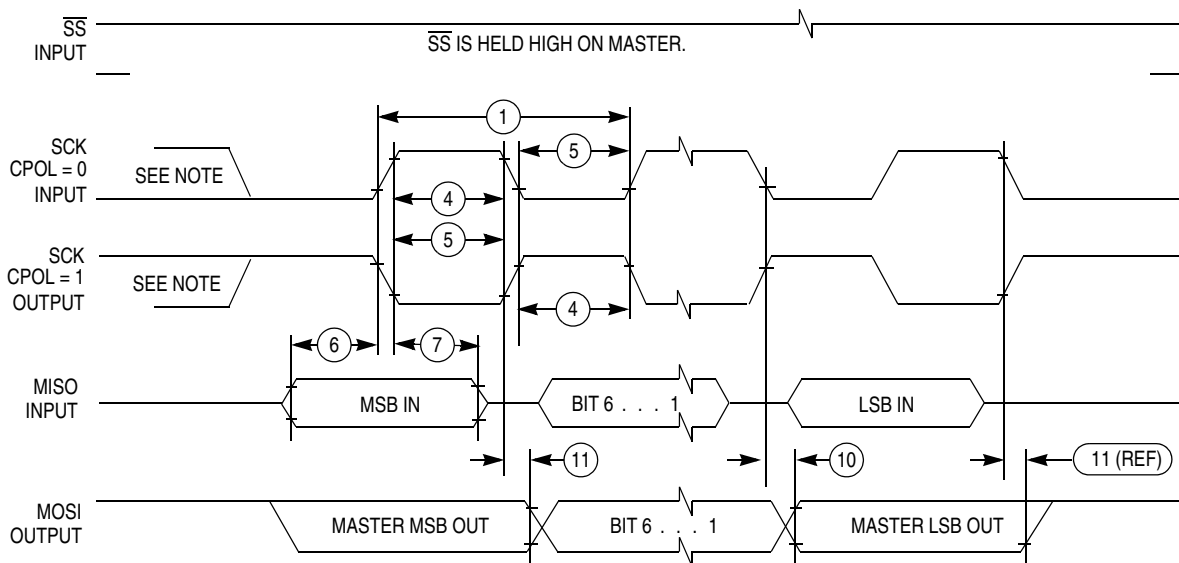 SS
INPUT
SS IS HELD HIGH ON MASTER.
1
SCK
CPOL = 0
INPUT
SEE NOTE
5
4
5
SCK
CPOL = 1
OUTPUT
SEE NOTE
4
6
7
MISO
INPUT
MSB IN
BIT 6 . . . 1
LSB IN
11
10
11 (REF)
MOSI
OUTPUT
MASTER MSB OUT
BIT 6 . . . 1
MASTER LSB OUT